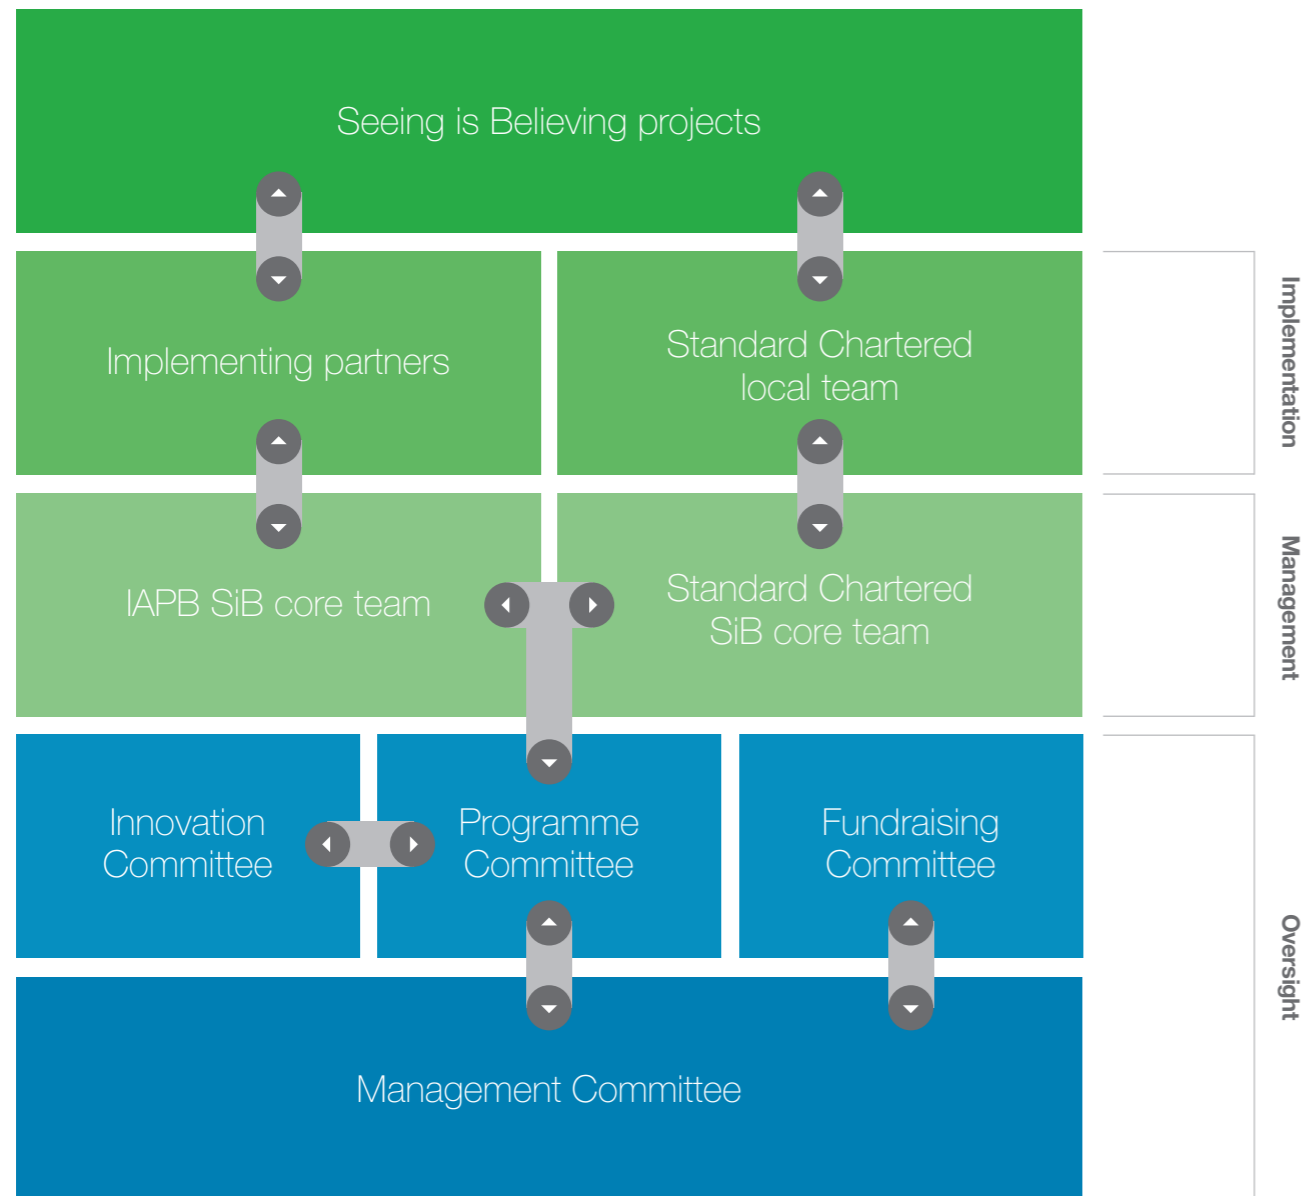 Seeing is Believing projects
Implementing partners
Standard Chartered
local team
Implementation
IAPB SiB core team
Standard Chartered
SiB core team
Management
Innovation
Committee
Programme
Committee
Fundraising
Committee
Oversight
Management Committee